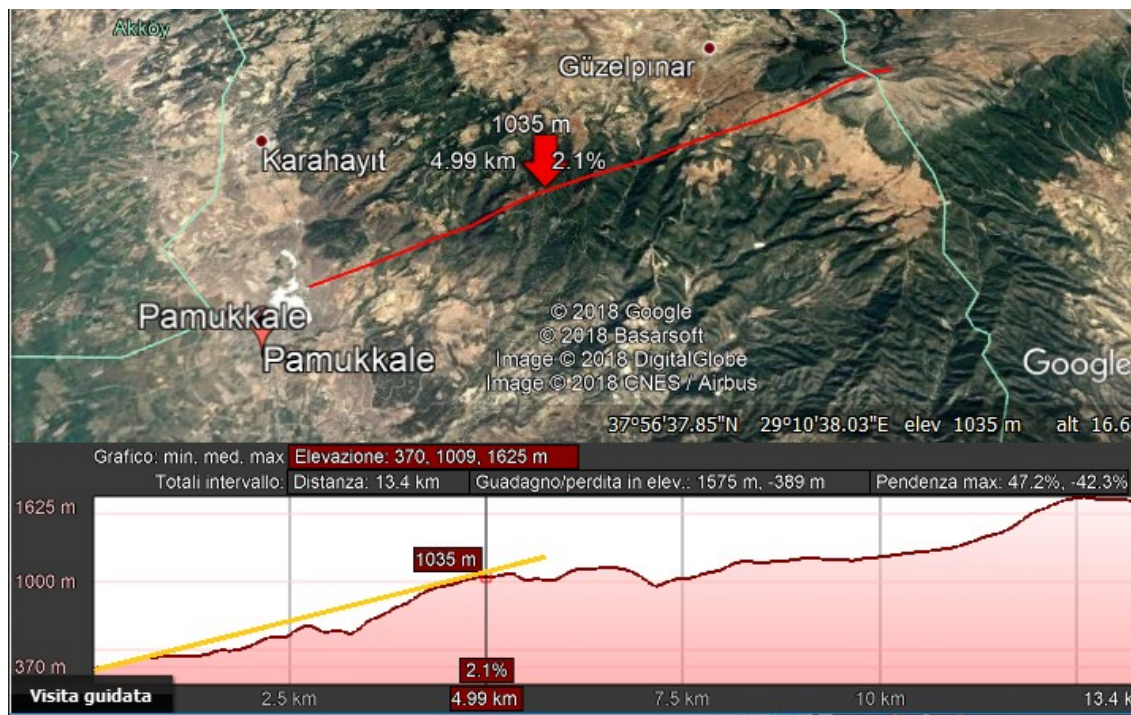 Akköy
Güzelpınar
1035 m
4.99 km 2.1%
Karahayıt
Pamukkale
Pamukkale
© 2018 Google
© 2018 Basarsoft
Image © 2018 DigitalGlobe
Image © 2018 CNES / Airbus
Google
37°56'37.85"N 29°10'38.03"E elev 1035 m alt 16.6
Grafico: min, med, max Elevazione: 370, 1009, 1625 m
Totali intervallo: Distanza: 13.4 km Guadagno/perdita in elev.: 1575 m, -389 m Pendenza max: 47.2%, -42.3%
1625 m
1035 m
1000 m
370 m
2.1%
Visita guidata
2.5 km 4.99 km 7.5 km 10 km 13.4 k